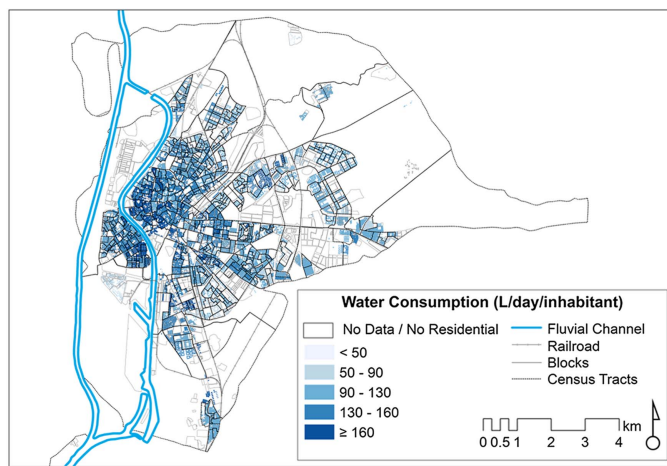 Water Consumption (L/day/inhabitant)
No Data / No Residential
< 50
50 - 90
90 - 130
130 - 160
≥ 160
Fluvial Channel
Railroad
Blocks
Census Tracts
km
0 0.5 1 2 3 4